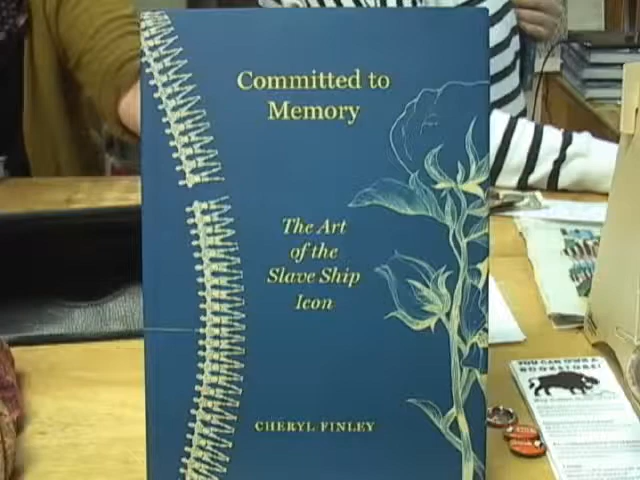 Committed to
Memory
The Art
of the
Slave Ship
Icon
CHERYL FINLEY
YOU CAN OWN A
BOOKSTORE!